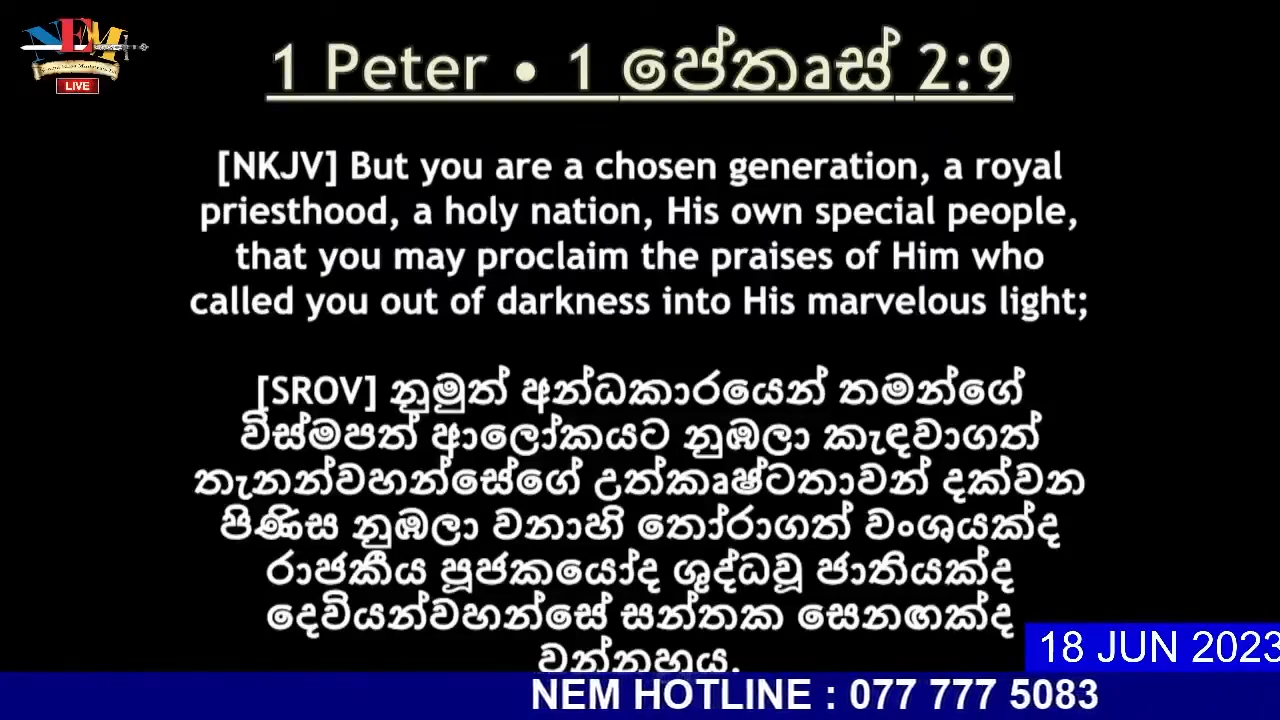 NEM
LIVE
1 Peter • 1 පේතෘස් 2:9
[NKJV] But you are a chosen generation, a royal
priesthood, a holy nation, His own special people,
that you may proclaim the praises of Him who
called you out of darkness into His marvelous light;
[SROV] නුමුත් අන්ධකාරයෙන් තමන්ගේ
විස්මපත් ආලෝකයට නුඹලා කැඳවාගත්
තැනන්වහන්සේගේ උත්කෘෂ්ටතාවන් දක්වන
පිණිස නුඹලා වනාහි තෝරාගත් වංශයක්ද
රාජකීය පූජකයෝද ශුද්ධවූ ජාතියක්ද
දෙවියන්වහන්සේ සන්තක සෙනඟක්ද
වන්නහුය.
18 JUN 2023
NEM HOTLINE : 077 777 5083